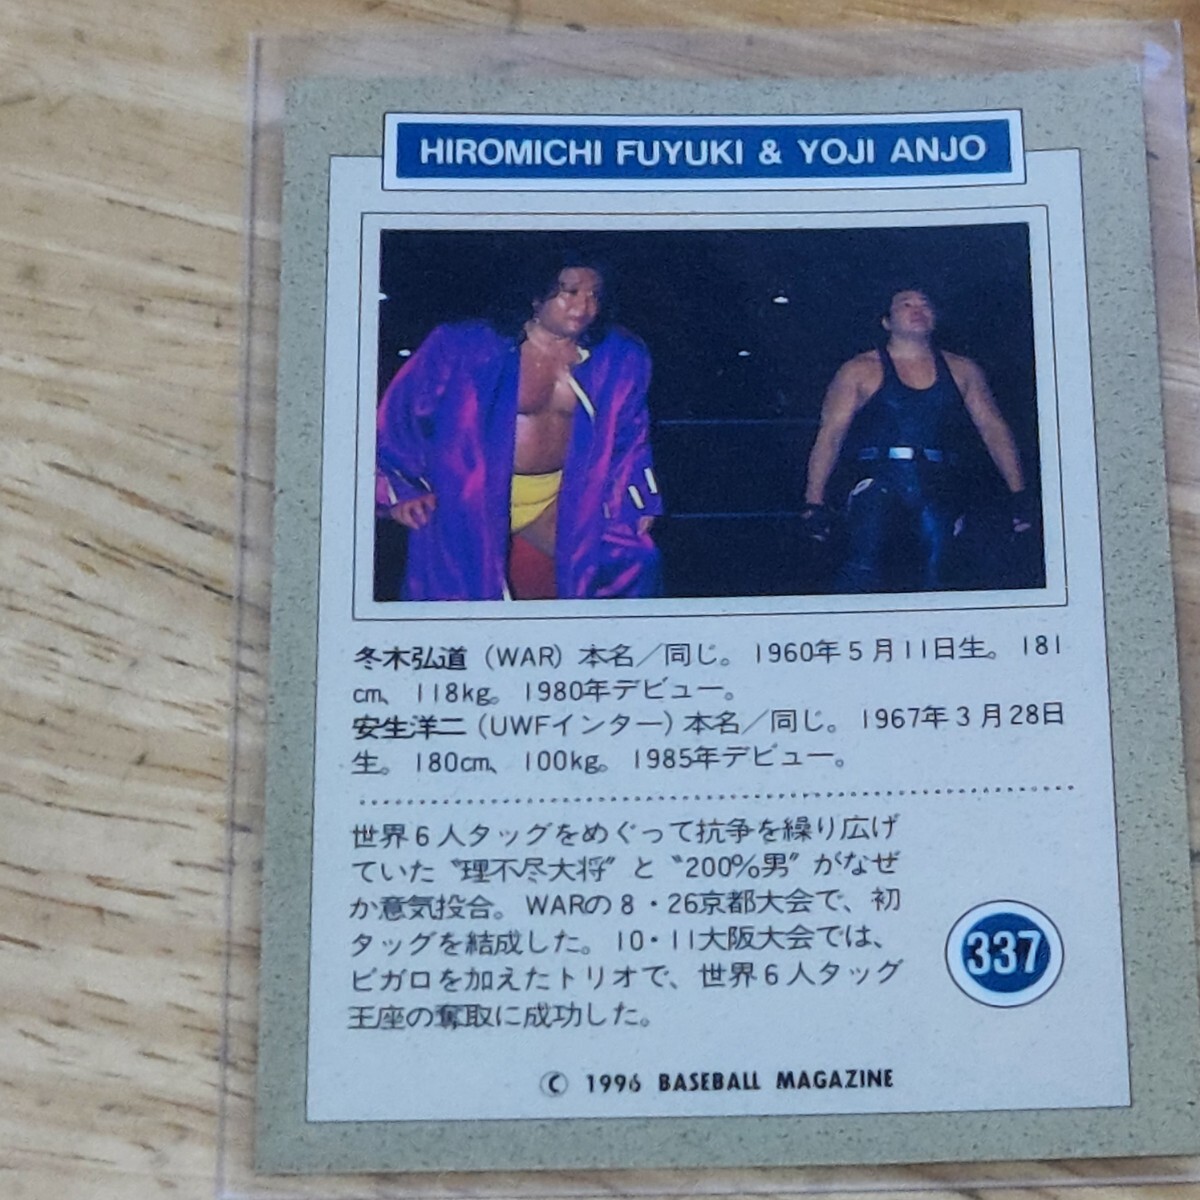 HIROMICHI FUYUKI & YOJI ANJO
冬木弘道（WAR）本名／同じ。1960年5月11日生。181
cm、118kg。1980年デビュー。
安生洋二（UWFインター）本名／同じ。1967年3月28日
生。180cm、100kg。1985年デビュー。
世界6人タッグをめぐって抗争を繰り広げ
ていた〝理不尽大将〞と〝200%男〞がなぜ
か意気投合。WARの8・26京都大会で、初
タッグを結成した。10・11大阪大会では、
ビガロを加えたトリオで、世界6人タッグ
王座の奪取に成功した。
337
© 1996 BASEBALL MAGAZINE